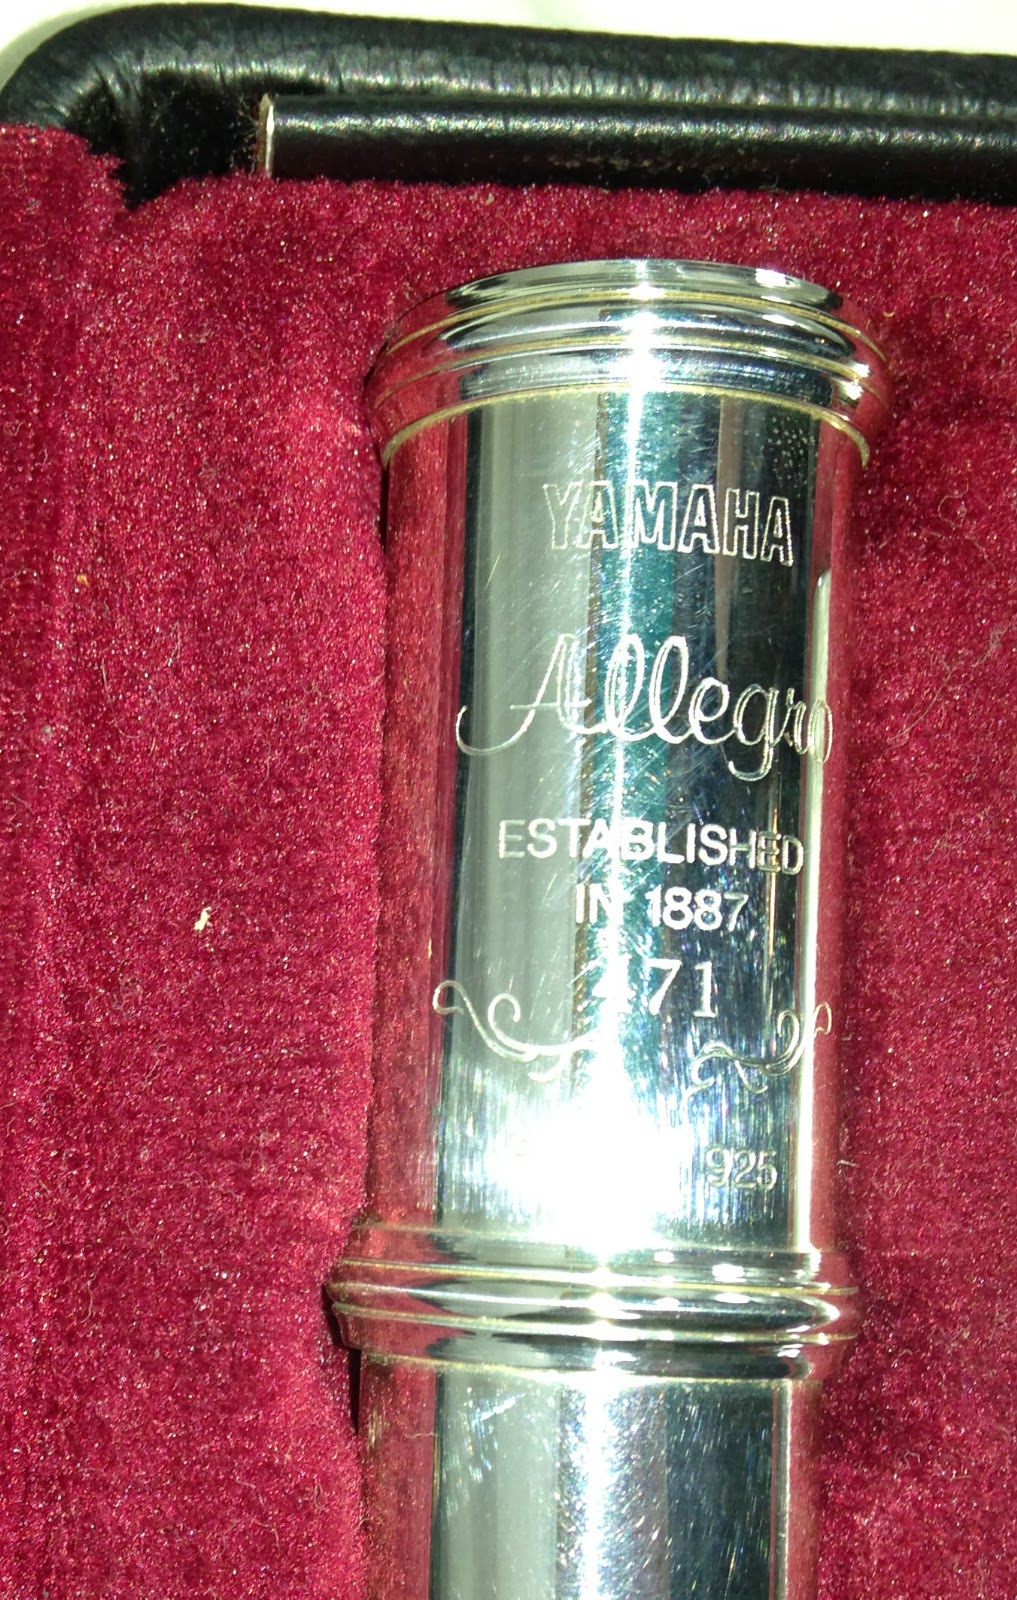 YAMAHA
Allegro
ESTABLISHED
IN 1887
471
925